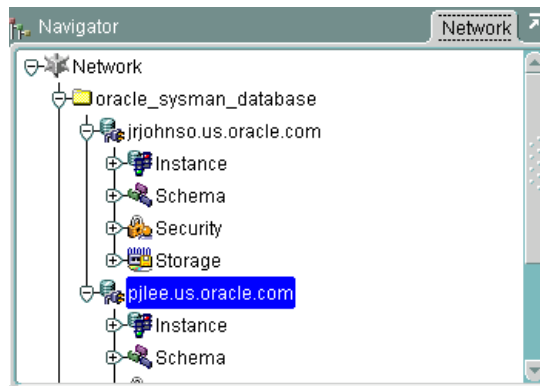 Navigator
Network
Network
oracle_sysman_database
jrjohnso.us.oracle.com
Instance
Schema
Security
Storage
pjlee.us.oracle.com
Instance
Schema